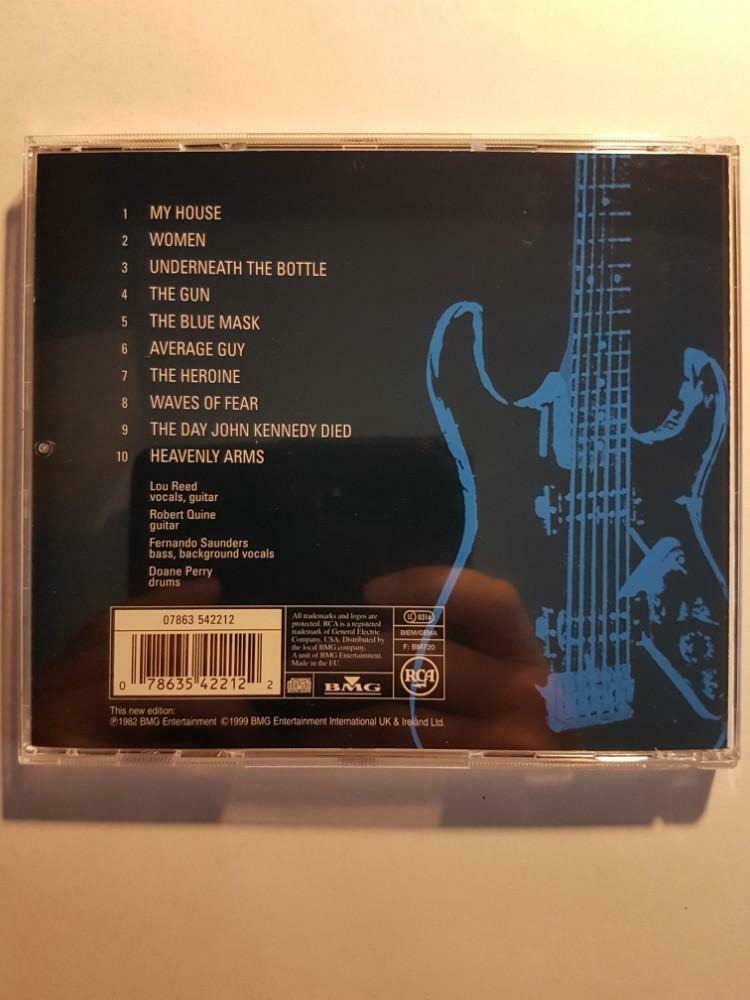 1 MY HOUSE
2 WOMEN
3 UNDERNEATH THE BOTTLE
4 THE GUN
5 THE BLUE MASK
6 AVERAGE GUY
7 THE HEROINE
8 WAVES OF FEAR
9 THE DAY JOHN KENNEDY DIED
10 HEAVENLY ARMS
Lou Reed
vocals, guitar
Robert Quine
guitar
Fernando Saunders
bass, background vocals
Doane Perry
drums
07863 542212
0 78635 42212 2
All trademarks and logos are
protected. RCA is a registered
trademark of General Electric
Company, USA. Distributed by
the local BMG company.
A unit of BMG Entertainment.
Made in the EU.
BMG
LC 0316
BIEM/GEMA
F: BM720
RCA
This new edition:
℗1982 BMG Entertainment ©1999 BMG Entertainment International UK & Ireland Ltd.